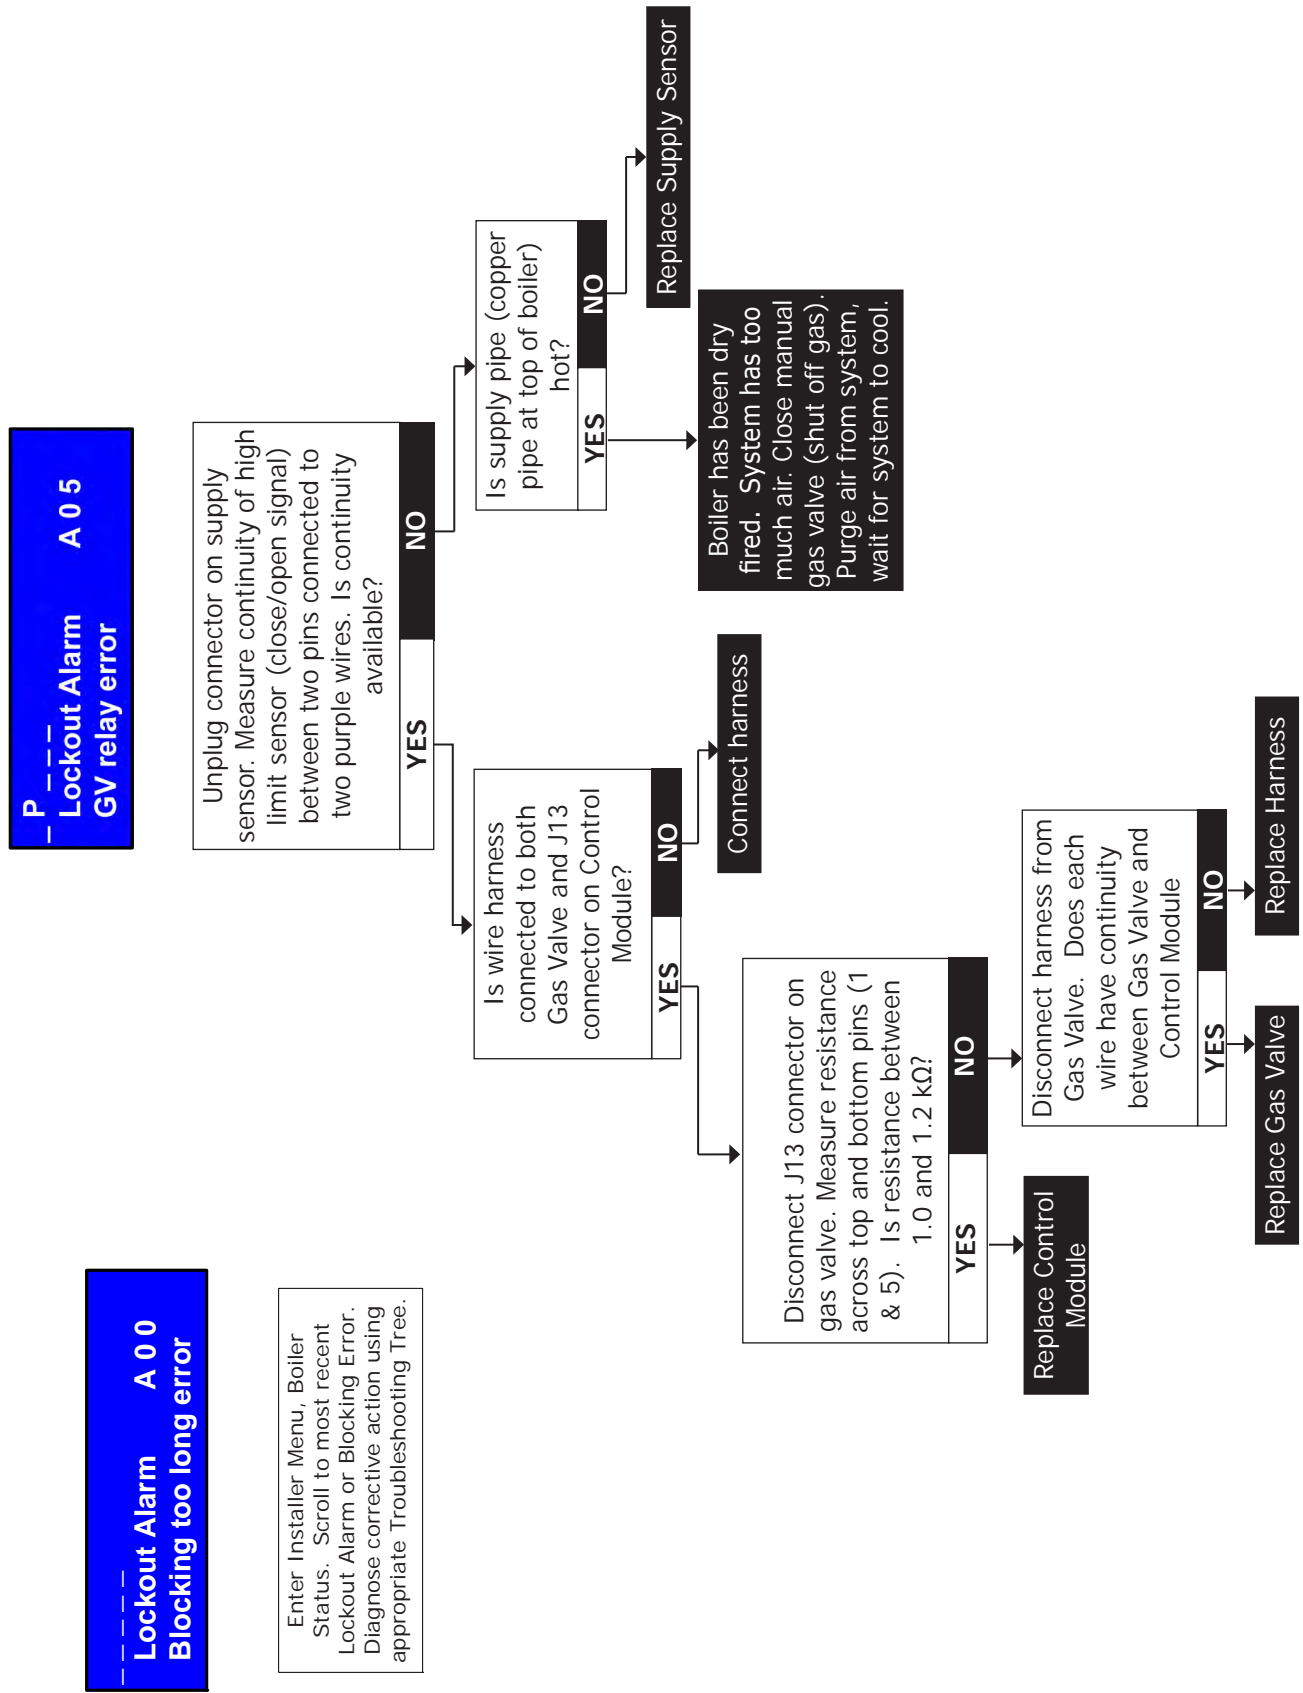 _ _ _ _ _
Lockout Alarm A 0 0
Blocking too long error
Enter Installer Menu, Boiler
Status. Scroll to most recent
Lockout Alarm or Blocking Error.
Diagnose corrective action using
appropriate Troubleshooting Tree.
_ P _ _ _
Lockout Alarm A 0 5
GV relay error
Unplug connector on supply
sensor. Measure continuity of high
limit sensor (close/open signal)
between two pins connected to
two purple wires. Is continuity
available?
YES
NO
Is wire harness
connected to both
Gas Valve and J13
connector on Control
Module?
YES
NO
Is supply pipe (copper
pipe at top of boiler)
hot?
YES
NO
Replace Supply Sensor
Boiler has been dry
fired. System has too
much air. Close manual
gas valve (shut off gas).
Purge air from system,
wait for system to cool.
Connect harness
Disconnect J13 connector on
gas valve. Measure resistance
across top and bottom pins (1
& 5). Is resistance between
1.0 and 1.2 kΩ?
YES
NO
Replace Control
Module
Disconnect harness from
Gas Valve. Does each
wire have continuity
between Gas Valve and
Control Module
YES
NO
Replace Gas Valve
Replace Harness